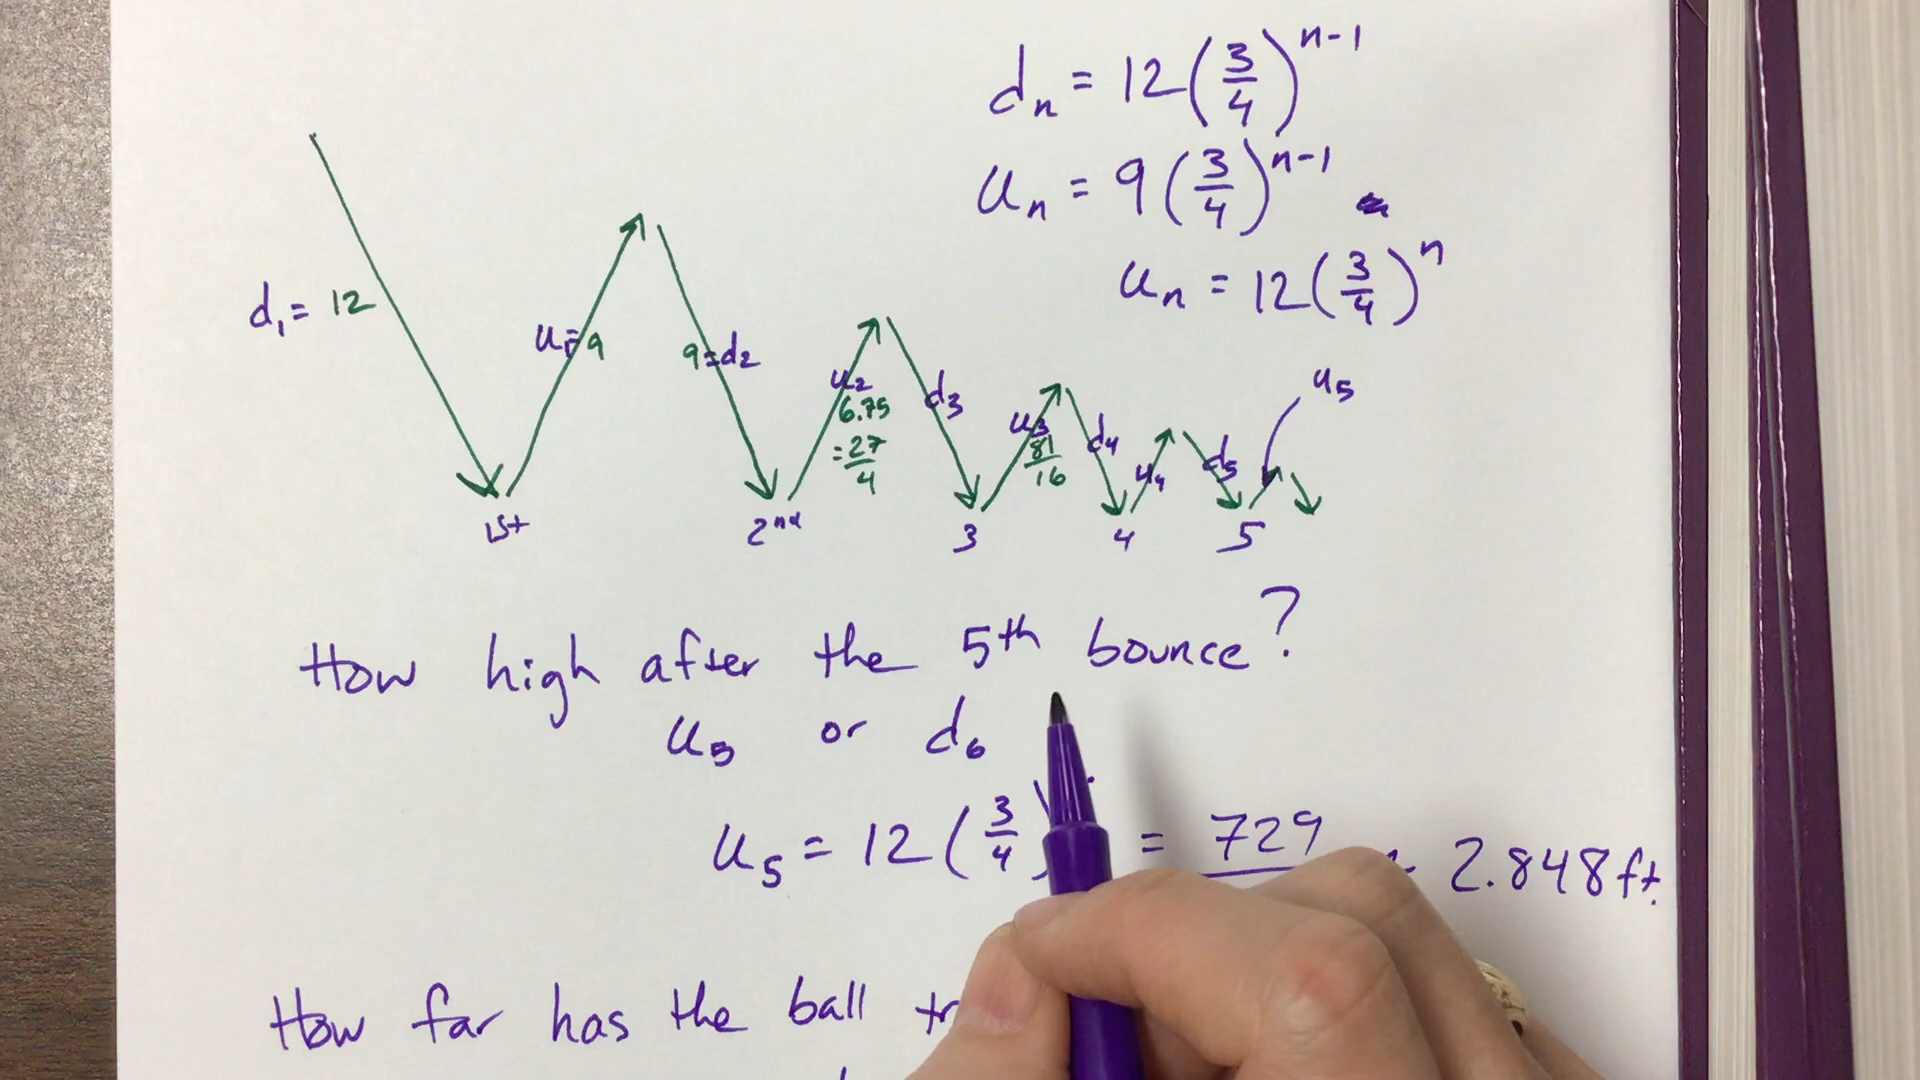 dₙ = 12(3/4)ⁿ⁻¹
uₙ = 9(3/4)ⁿ⁻¹
uₙ = 12(3/4)ⁿ
d₁ = 12
u₁=9
9=d₂
u₂
6.75
=27/4
d₃
u₃
81/16
d₄
u₄
d₅
u₅
1st 2nd 3 4 5
How high after the 5th bounce?
u₅ or d₆
u₅ = 12(3/4) = 729 2.848ft.
How far has the ball